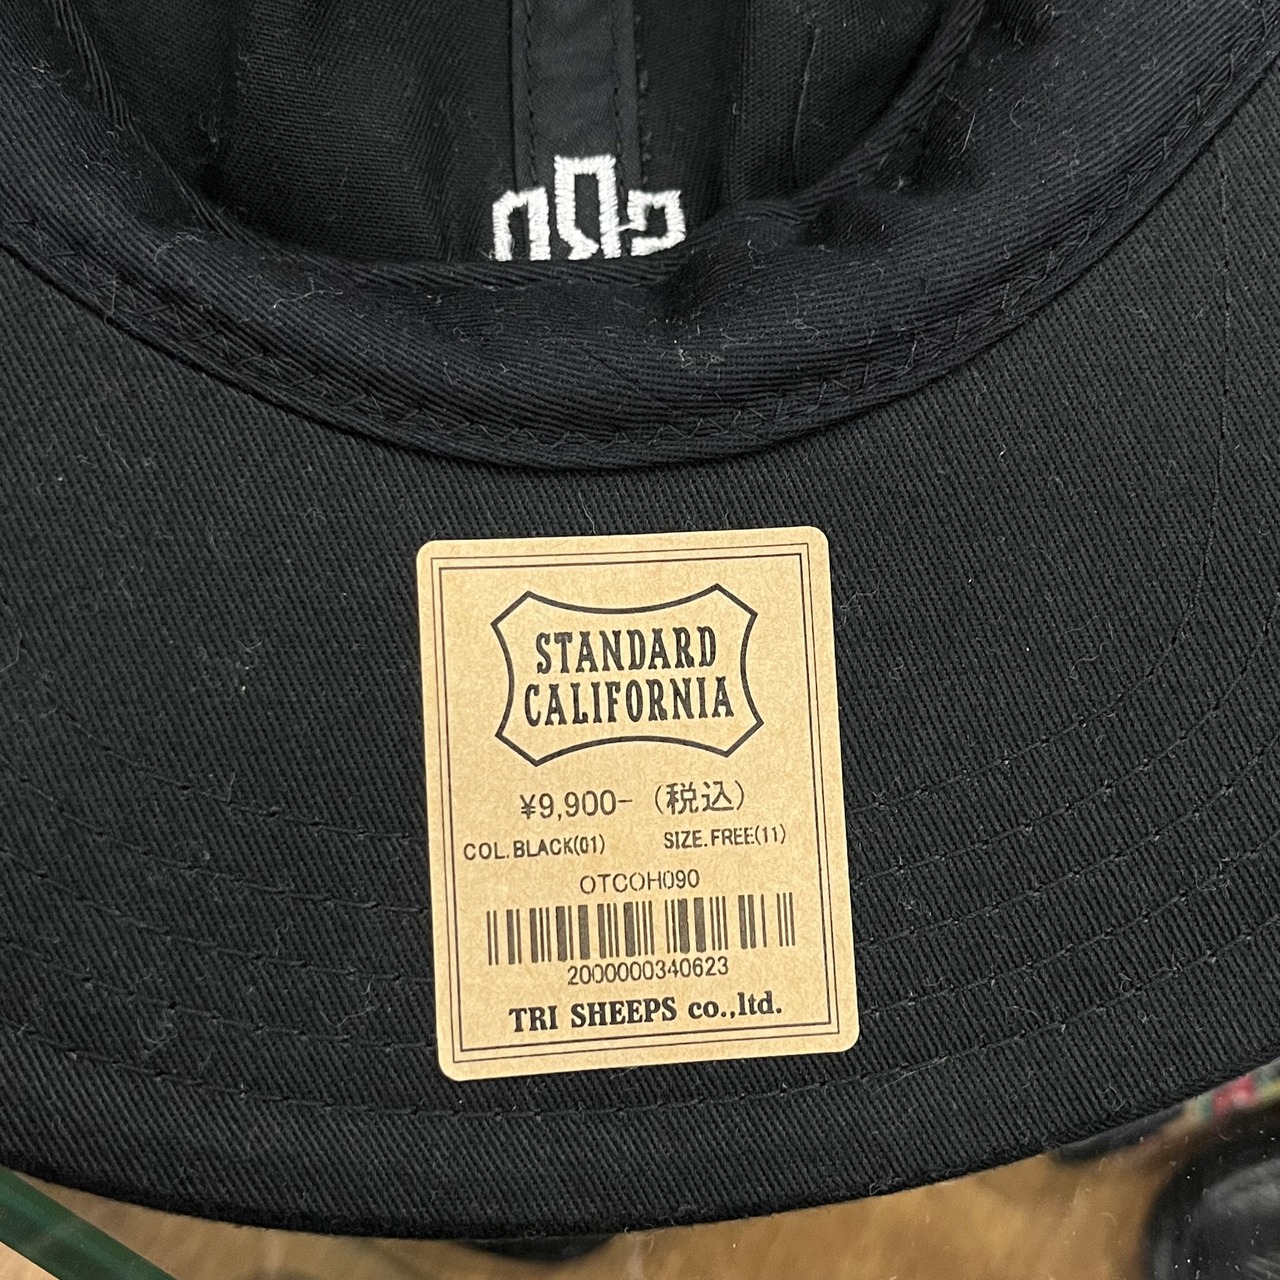 STANDARD
CALIFORNIA
¥9,900- (税込)
COL.BLACK(01) SIZE.FREE(11)
OTCOH090
2000000340623
TRI SHEEPS co.,ltd.